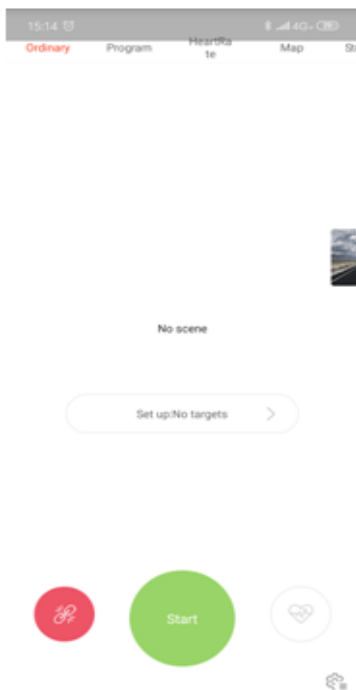 15:14
4G
Ordinary
Program
HeartRa
te
Map
No scene
Set up:No targets
Start